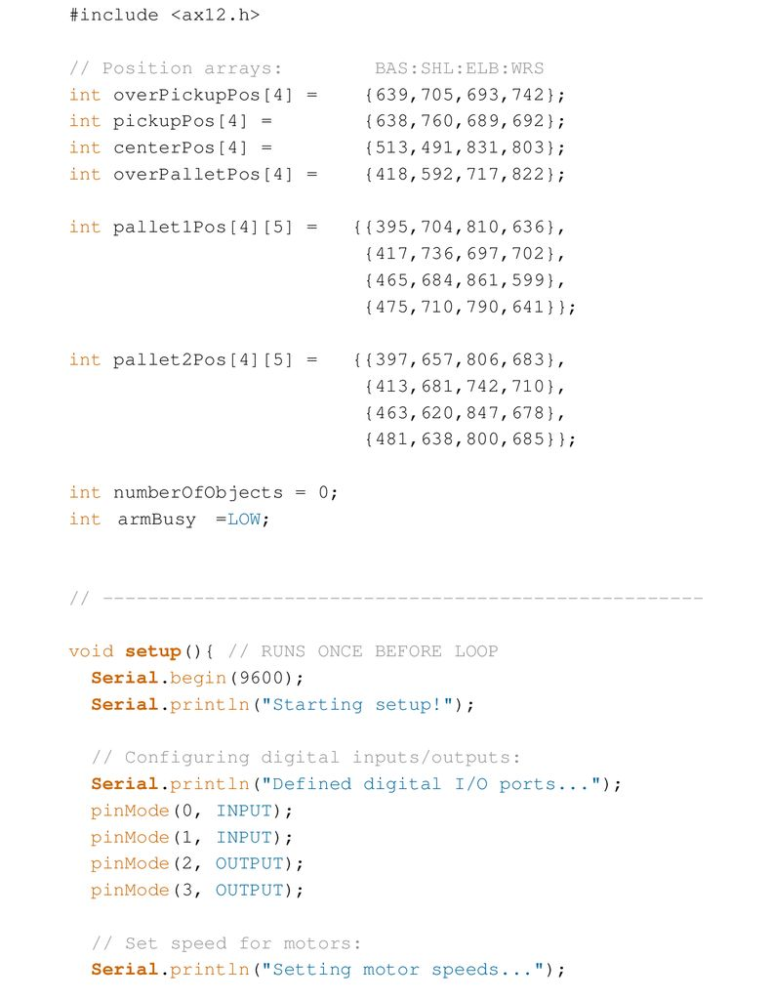 #include <ax12.h>
// Position arrays:        BAS:SHL:ELB:WRS
int overPickupPos[4] =    {639,705,693,742};
int pickupPos[4] =        {638,760,689,692};
int centerPos[4] =        {513,491,831,803};
int overPalletPos[4] =    {418,592,717,822};
int pallet1Pos[4][5] =   {{395,704,810,636},
                          {417,736,697,702},
                          {465,684,861,599},
                          {475,710,790,641}};
int pallet2Pos[4][5] =   {{397,657,806,683},
                          {413,681,742,710},
                          {463,620,847,678},
                          {481,638,800,685}};
int numberOfObjects = 0;
int armBusy =LOW;
// -----------------------------------------------------
void setup(){ // RUNS ONCE BEFORE LOOP
  Serial.begin(9600);
  Serial.println("Starting setup!");
  // Configuring digital inputs/outputs:
  Serial.println("Defined digital I/O ports...");
  pinMode(0, INPUT);
  pinMode(1, INPUT);
  pinMode(2, OUTPUT);
  pinMode(3, OUTPUT);
  // Set speed for motors:
  Serial.println("Setting motor speeds...");